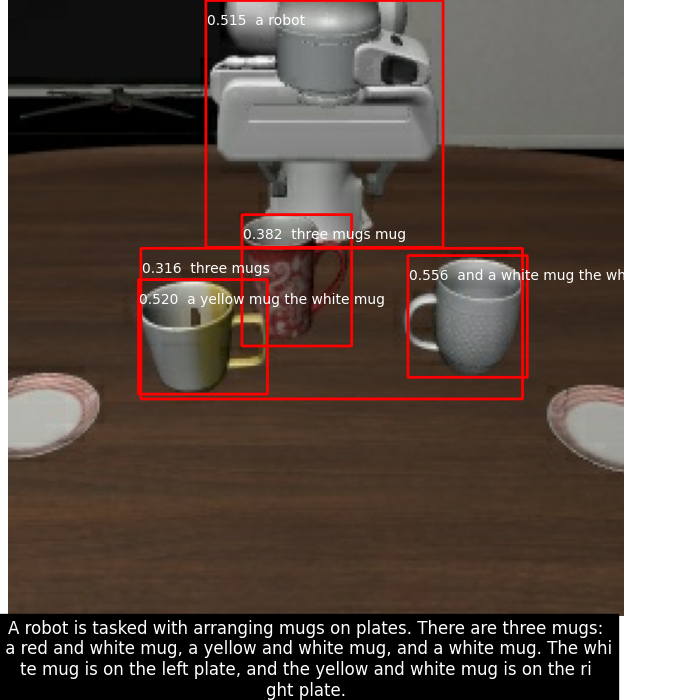 0.515 a robot
0.382 three mugs mug
0.316 three mugs
0.556 and a white mug the wh
0.520 a yellow mug the white mug
A robot is tasked with arranging mugs on plates. There are three mugs:
a red and white mug, a yellow and white mug, and a white mug. The whi
te mug is on the left plate, and the yellow and white mug is on the ri
ght plate.